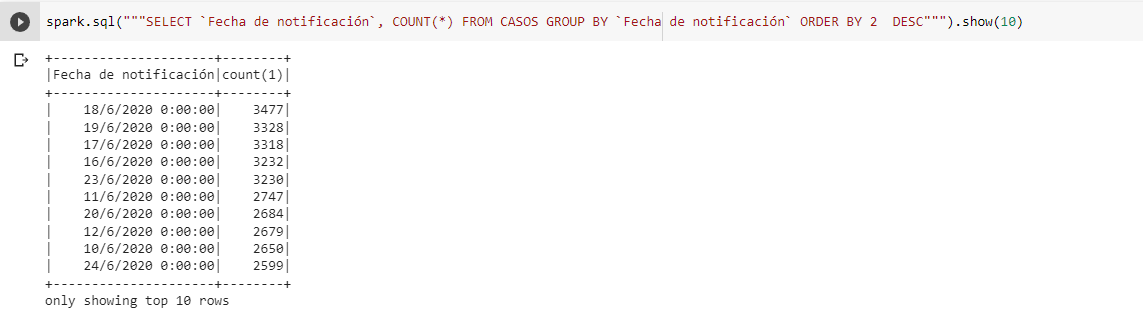 spark.sql("""SELECT `Fecha de notificación`, COUNT(*) FROM CASOS GROUP BY `Fecha de notificación` ORDER BY 2  DESC""").show(10)
+---------------------+--------+
|Fecha de notificación|count(1)|
+---------------------+--------+
|    18/6/2020 0:00:00|    3477|
|    19/6/2020 0:00:00|    3328|
|    17/6/2020 0:00:00|    3318|
|    16/6/2020 0:00:00|    3232|
|    23/6/2020 0:00:00|    3230|
|    11/6/2020 0:00:00|    2747|
|    20/6/2020 0:00:00|    2684|
|    12/6/2020 0:00:00|    2679|
|    10/6/2020 0:00:00|    2650|
|    24/6/2020 0:00:00|    2599|
+---------------------+--------+
only showing top 10 rows